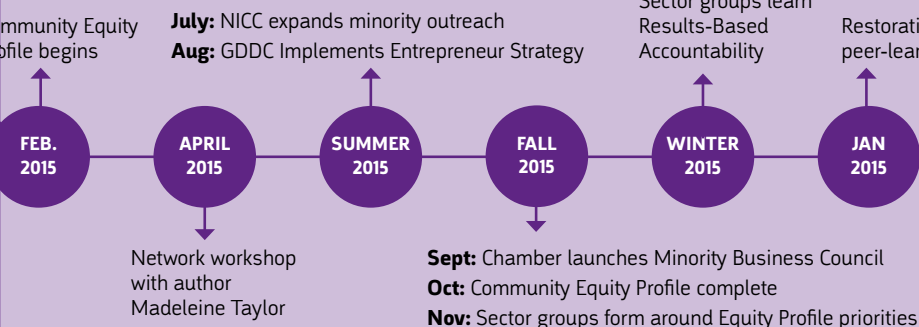 mmunity Equity
ofile begins
July: NICC expands minority outreach
Aug: GDDC Implements Entrepreneur Strategy
Sector groups learn
Results-Based
Accountability
Restorati
peer-lear
FEB.
2015
APRIL
2015
SUMMER
2015
FALL
2015
WINTER
2015
JAN
2015
Network workshop
with author
Madeleine Taylor
Sept: Chamber launches Minority Business Council
Oct: Community Equity Profile complete
Nov: Sector groups form around Equity Profile priorities